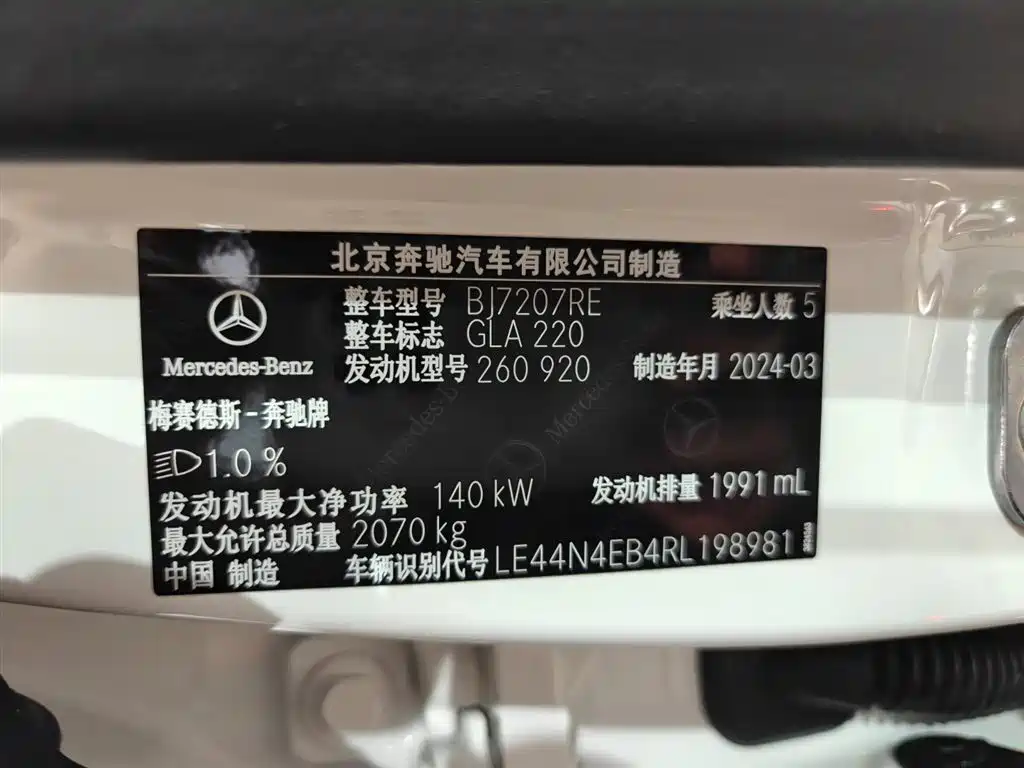 北京奔驰汽车有限公司制造
整车型号 BJ7207RE 乘坐人数 5
整车标志 GLA 220
Mercedes-Benz 发动机型号 260 920 制造年月 2024-03
梅赛德斯-奔驰牌
1.0 %
发动机最大净功率 140 kW 发动机排量 1991 mL
最大允许总质量 2070 kg
中国 制造 车辆识别代号 LE44N4EB4RL198981